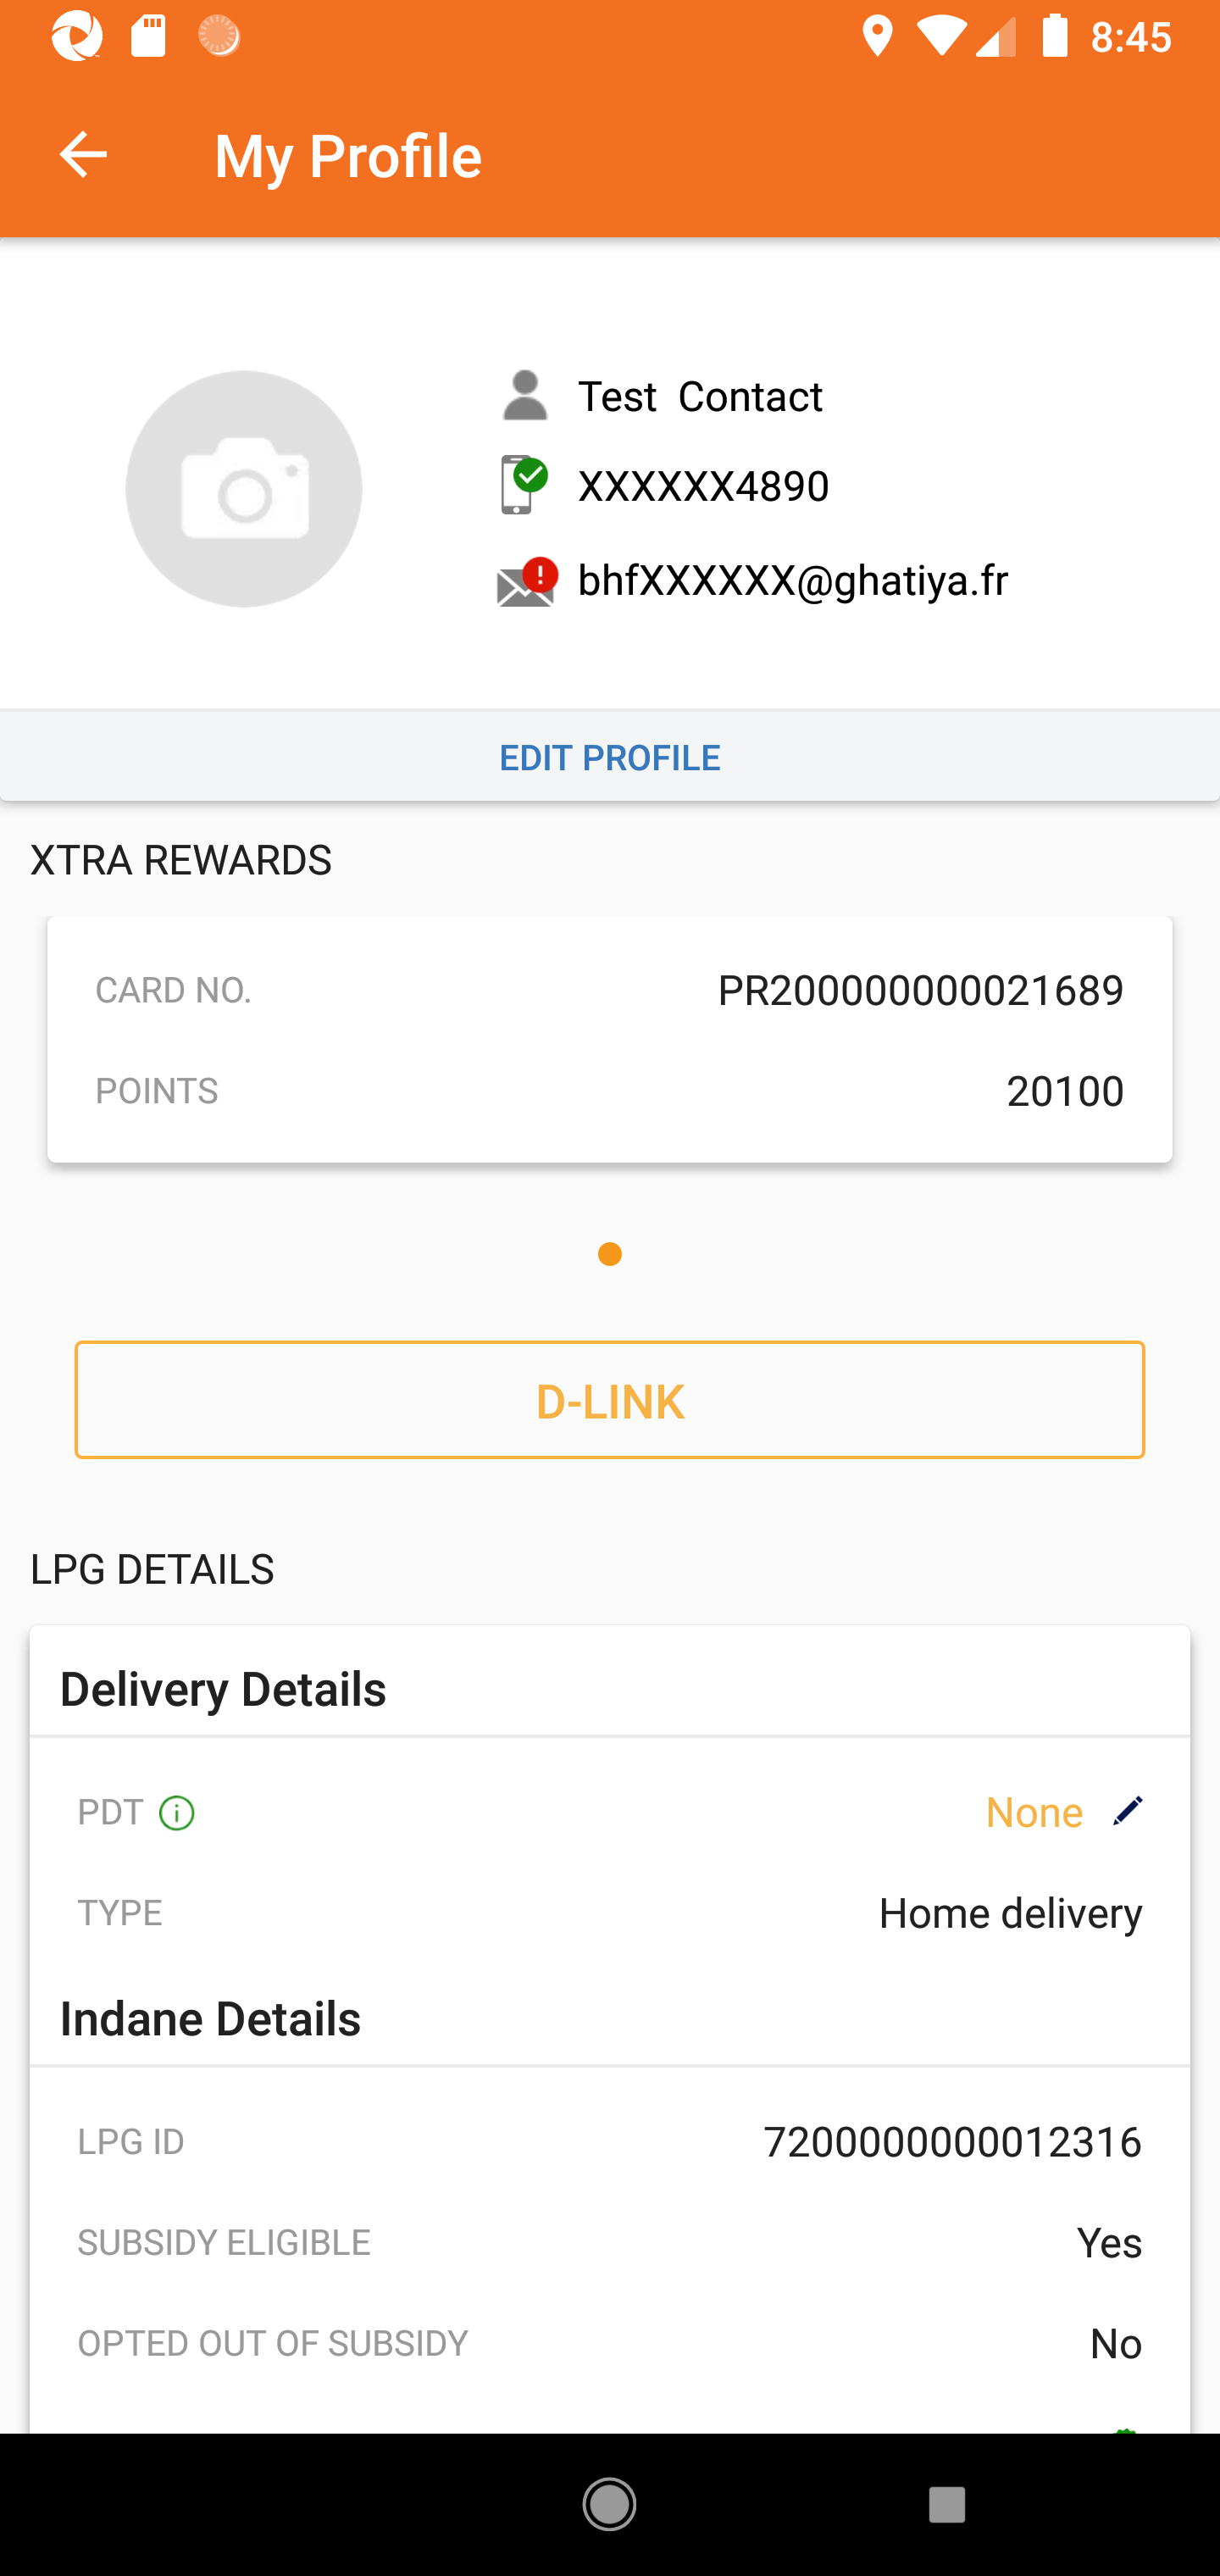 8:45
My Profile
Test Contact
XXXXXX4890
bhfXXXXXX@ghatiya.fr
EDIT PROFILE
XTRA REWARDS
CARD NO. PR200000000021689
POINTS 20100
D-LINK
LPG DETAILS
Delivery Details
PDT None
TYPE Home delivery
Indane Details
LPG ID 7200000000012316
SUBSIDY ELIGIBLE Yes
OPTED OUT OF SUBSIDY No